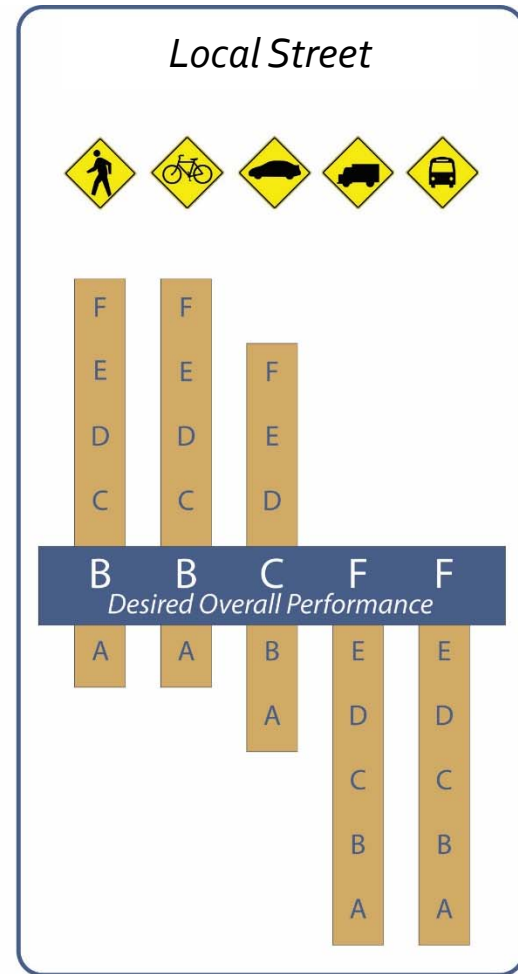 Local Street
F F
E E F
D D E
C C D
B B C F F
Desired Overall Performance
A A B E E
A D D
C C
B B
A A